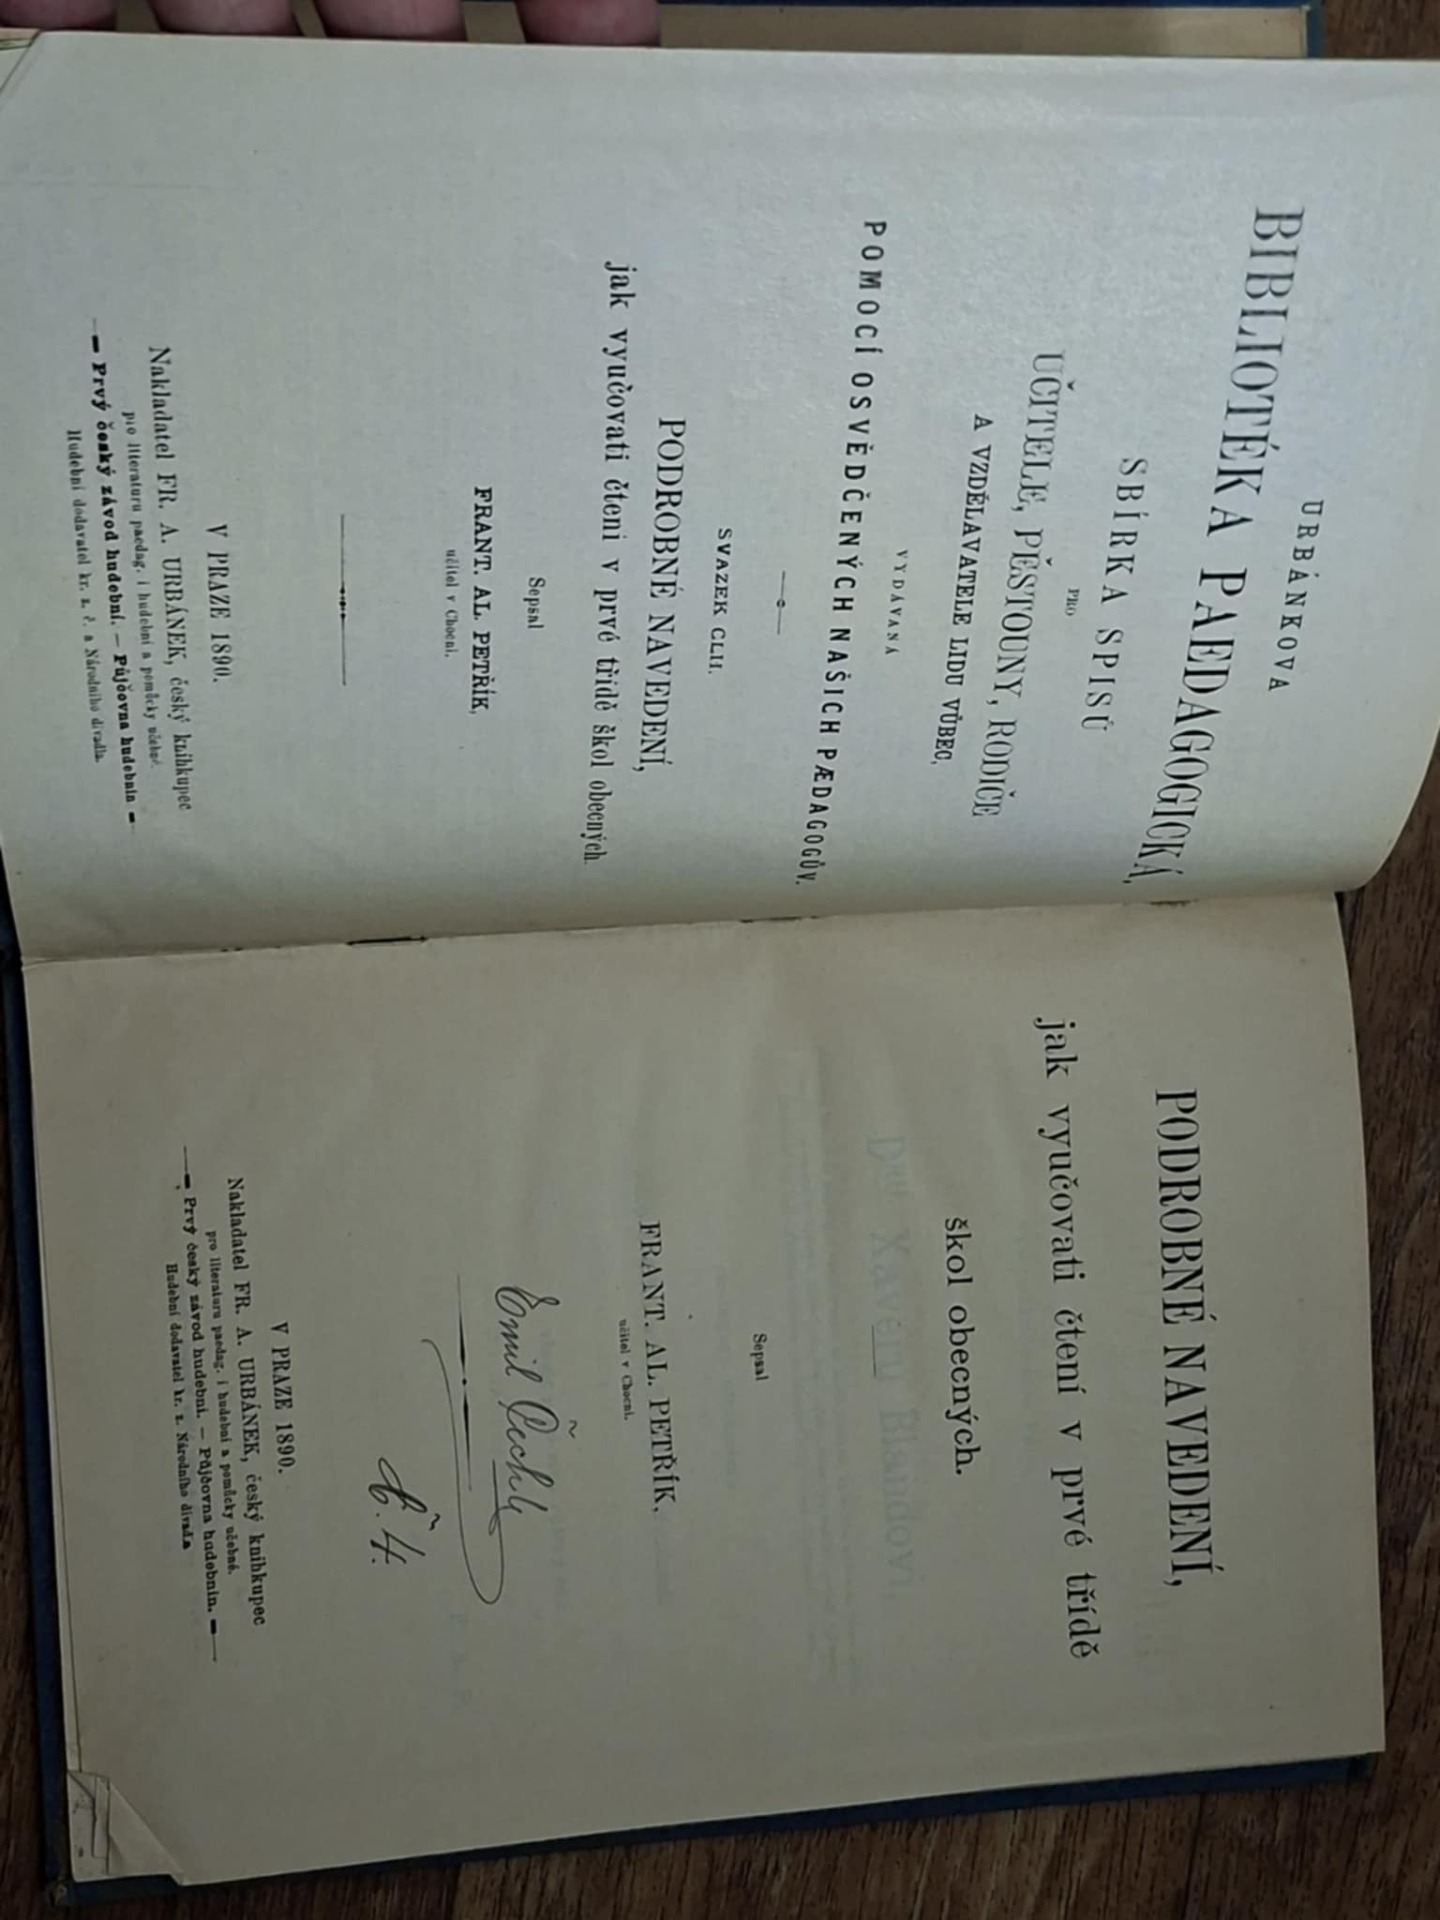 URBÁNKOVA
BIBLIOTÉKA PAEDAGOGICKÁ,
SBÍRKA SPISŮ
PRO
UČITELE, PĚSTOUNY, RODIČE
A VZDĚLAVATELE LIDU VŮBEC,
VYDÁVANÁ
POMOCÍ OSVĚDČENÝCH NAŠICH PÆDAGOGŮV.
SVAZEK CLII.
PODROBNÉ NAVEDENÍ,
jak vyučovati čteni v prvé třidě škol obecných.
Sepsal
FRANT. AL. PETŘÍK,
učitel v Chocni.
V PRAZE 1890.
Nakladatel FR. A. URBÁNEK, český knihkupec
pro literaturu paedag. i hudební a pomůcky učebné.
Prvý český závod hudební. — Půjčovna hudebnin
Hudební dodavatel kr. z. č. a Národního divadla.
PODROBNÉ NAVEDENÍ,
jak vyučovati čtení v prvé třídě
škol obecných.
Sepsal
FRANT. AL. PETŘÍK,
učitel v Chocni.
Emil Čech
Č. 4.
V PRAZE 1890.
Nakladatel FR. A. URBÁNEK, český knihkupec
pro literaturu paedag. i hudební a pomůcky učebné.
Prvý český závod hudební. — Půjčovna hudebnin.
Hudební dodavatel kr. z. Národního divadla